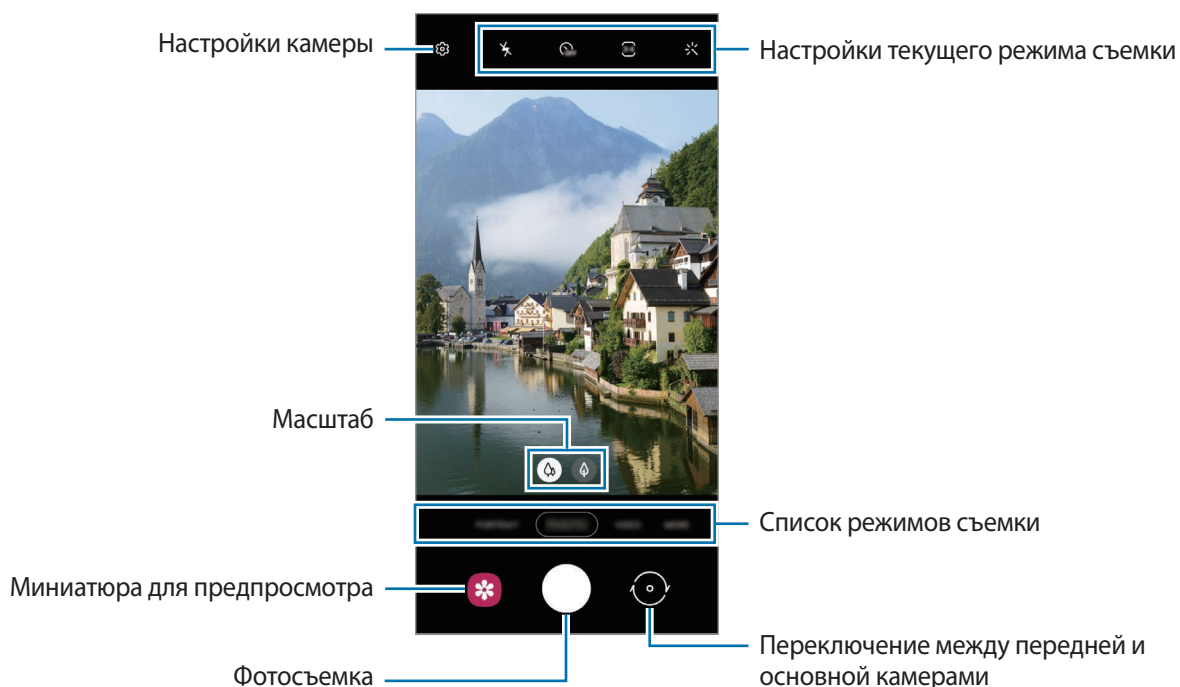 Настройки камеры
Настройки текущего режима съемки
Масштаб
Список режимов съемки
Миниатюра для предпросмотра
Переключение между передней и
основной камерами
Фотосъемка